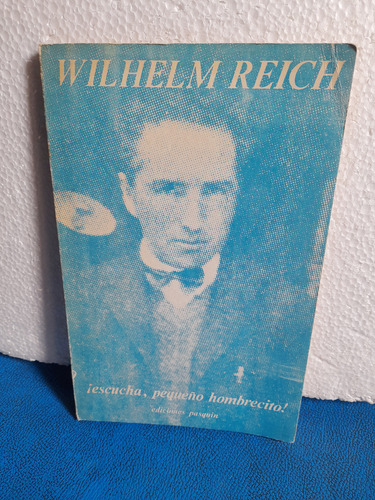 WILHELM REICH
¡escucha, pequeño hombrecito!
ediciones pasquín